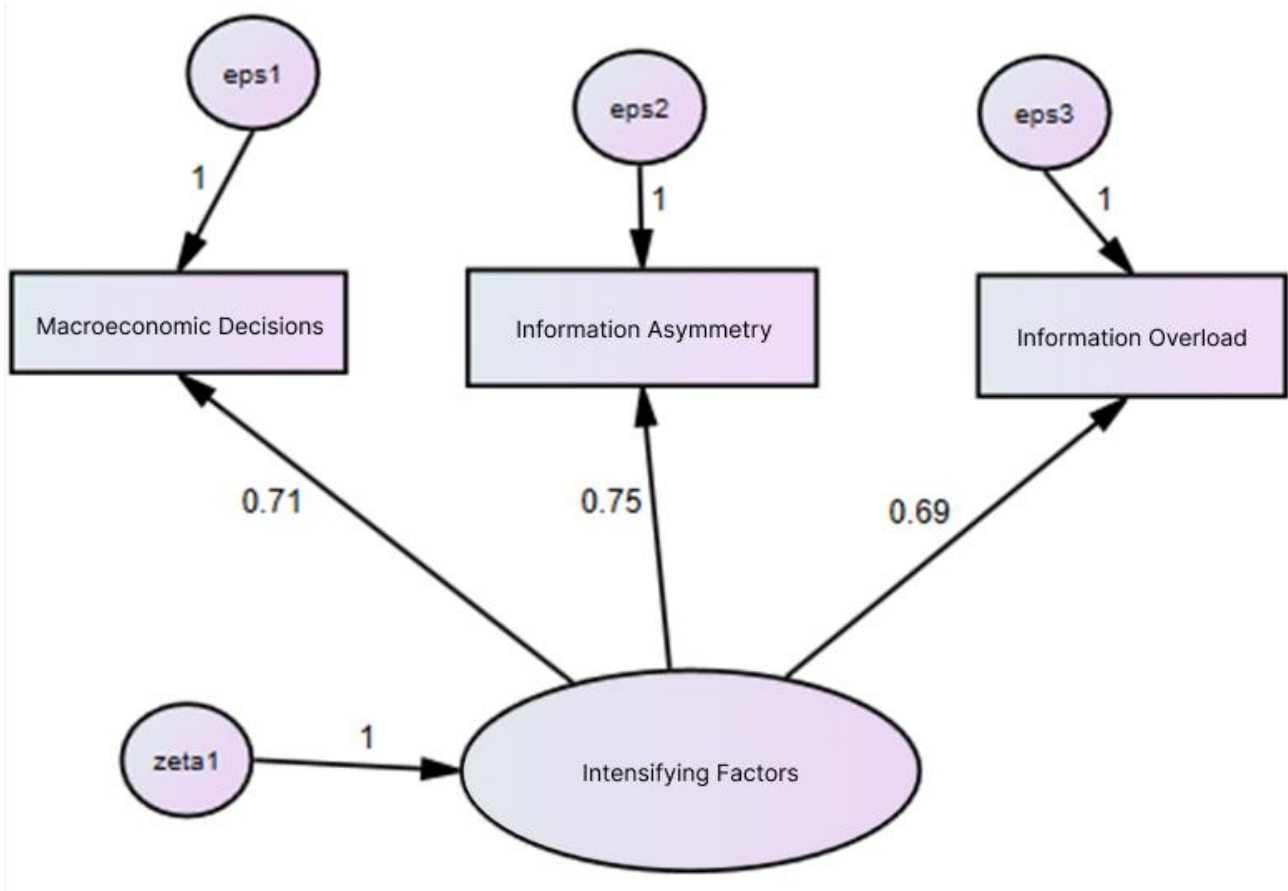 eps1
eps2
eps3
1
1
1
Macroeconomic Decisions
Information Asymmetry
Information Overload
0.71
0.75
0.69
1
zeta1
Intensifying Factors